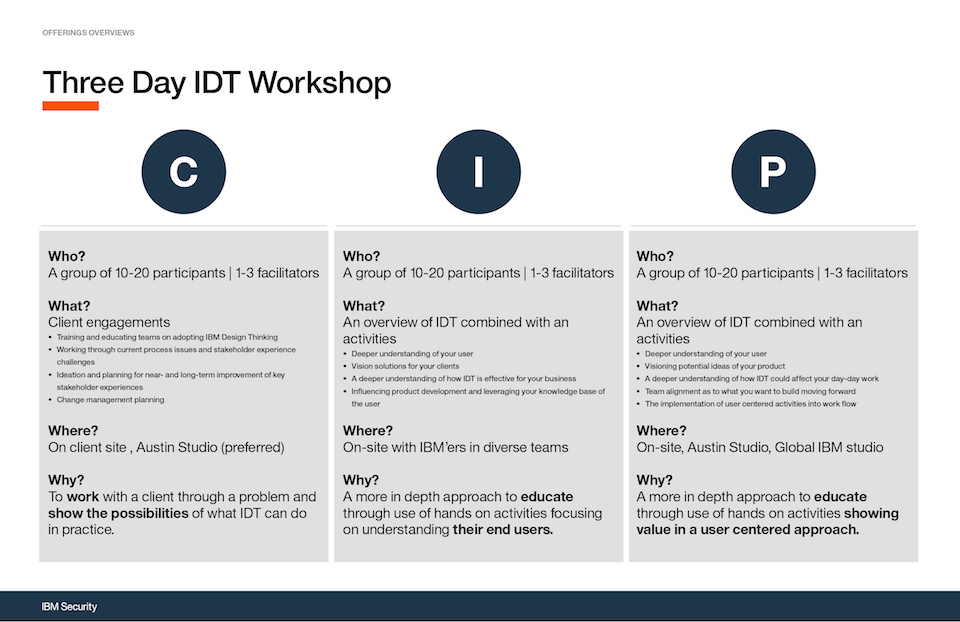 OFFERINGS OVERVIEWS
Three Day IDT Workshop
C
Who?
A group of 10-20 participants | 1-3 facilitators
What?
Client engagements
• Training and educating teams on adopting IBM Design Thinking
• Working through current process issues and stakeholder experience
challenges
• Ideation and planning for near- and long-term improvement of key
stakeholder experiences
• Change management planning
Where?
On client site , Austin Studio (preferred)
Why?
To work with a client through a problem and
show the possibilities of what IDT can do
in practice.
I
Who?
A group of 10-20 participants | 1-3 facilitators
What?
An overview of IDT combined with an
activities
• Deeper understanding of your user
• Vision solutions for your clients
• A deeper understanding of how IDT is effective for your business
• Influencing product development and leveraging your knowledge base of
the user
Where?
On-site with IBM'ers in diverse teams
Why?
A more in depth approach to educate
through use of hands on activities focusing
on understanding their end users.
P
Who?
A group of 10-20 participants | 1-3 facilitators
What?
An overview of IDT combined with an
activities
• Deeper understanding of your user
• Visioning potential ideas of your product
• A deeper understanding of how IDT could affect your day-day work
• Team alignment as to what you want to build moving forward
• The implementation of user centered activities into work flow
Where?
On-site, Austin Studio, Global IBM studio
Why?
A more in depth approach to educate
through use of hands on activities showing
value in a user centered approach.
IBM Security